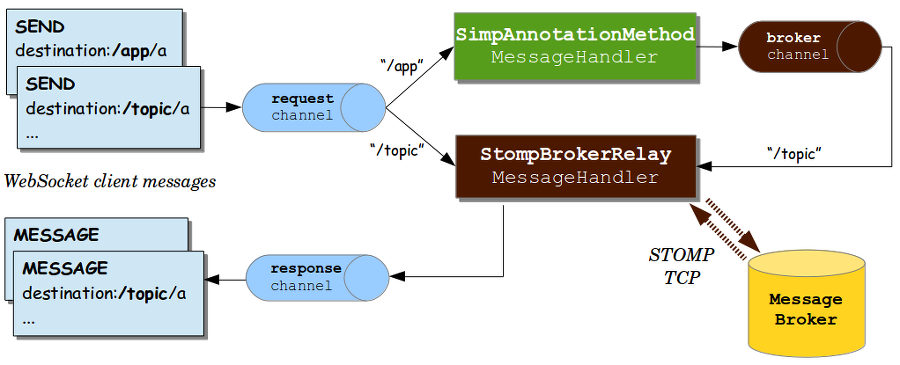 SEND
destination:/app/a
SEND
destination:/topic/a
...
WebSocket client messages
request
channel
"/app"
"/topic"
SimpAnnotationMethod
MessageHandler
broker
channel
"/topic"
StompBrokerRelay
MessageHandler
MESSAGE
MESSAGE
destination:/topic/a
...
response
channel
STOMP
TCP
Message
Broker